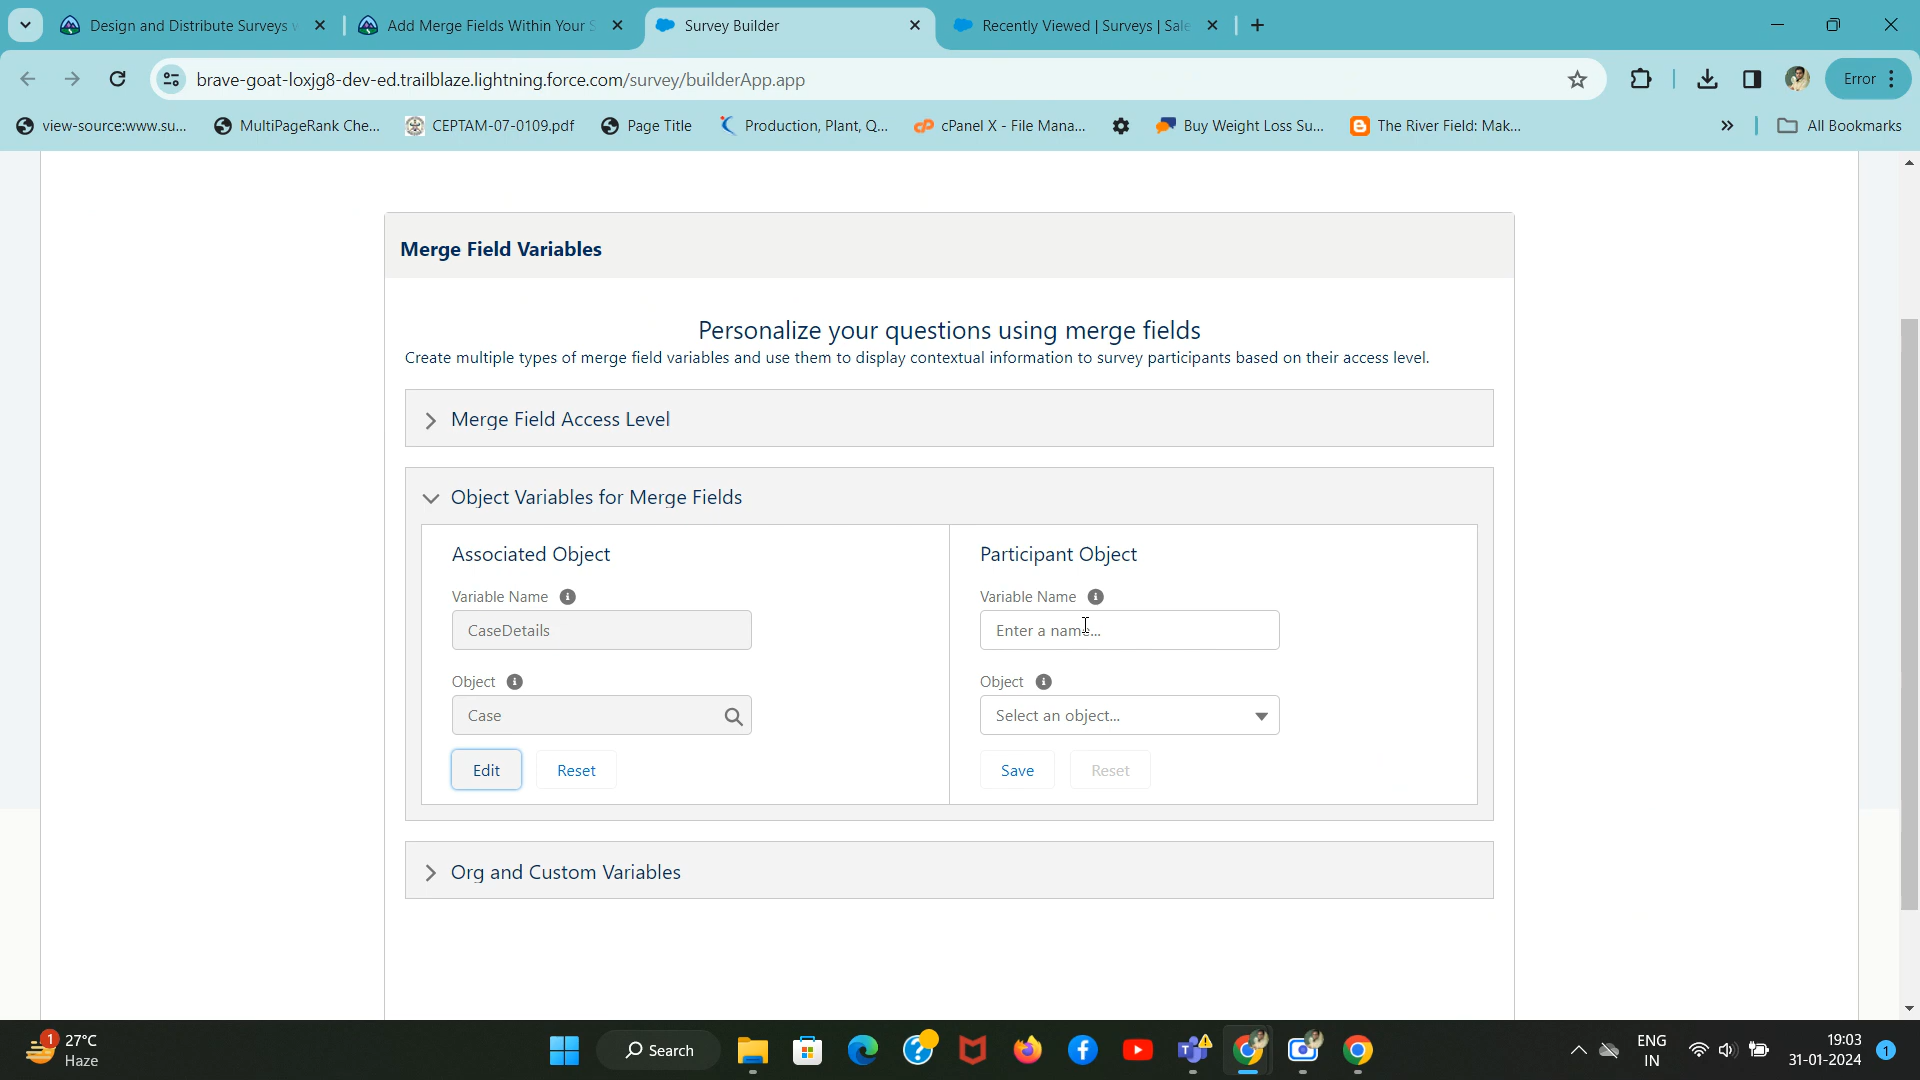 Design and Distribute Surveys
Add Merge Fields Within Your S
Survey Builder
Recently Viewed | Surveys | Sale
brave-goat-loxjg8-dev-ed.trailblaze.lightning.force.com/survey/builderApp.app
Error
view-source:www.su...
MultiPageRank Che...
CEPTAM-07-0109.pdf
Page Title
Production, Plant, Q...
cPanel X - File Mana...
Buy Weight Loss Su...
The River Field: Mak...
All Bookmarks
Merge Field Variables
Personalize your questions using merge fields
Create multiple types of merge field variables and use them to display contextual information to survey participants based on their access level.
Merge Field Access Level
Object Variables for Merge Fields
Associated Object
Variable Name
CaseDetails
Object
Case
Edit
Reset
Participant Object
Variable Name
Enter a name...
Object
Select an object...
Save
Reset
Org and Custom Variables
1
27°C
Haze
Search
ENG
IN
19:03
31-01-2024
1